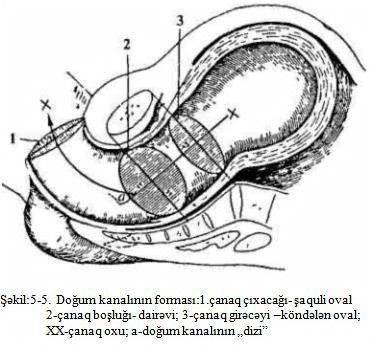 2 3
X X
1
a
Şəkil:5-5. Doğum kanalının forması:1.çanaq çıxacağı- şaquli oval
2-çanaq boşluğı- dairəvi; 3-çanaq girəcəyi –köndələn oval;
XX-çanaq oxu; a-doğum kanalının „dizi”